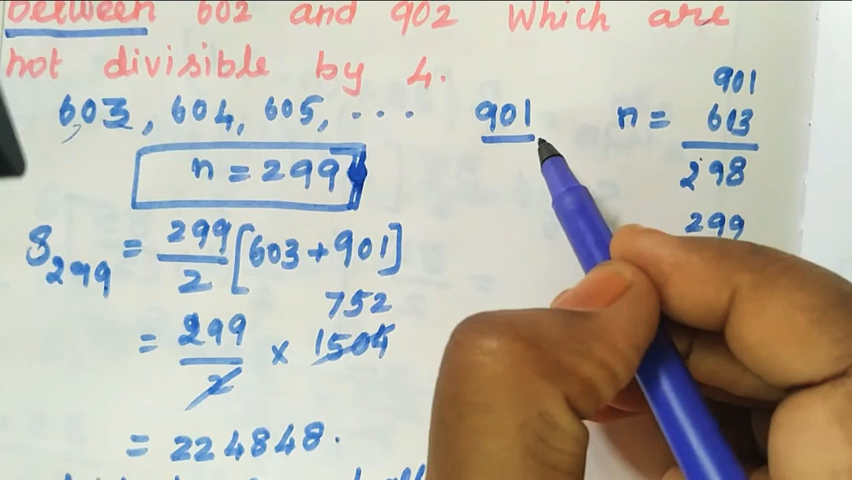 between 602 and 902 which are
not divisible by 4.
603, 604, 605, ... 901
n = 299
S299 = 299/2 [603 + 901]
752
= 299/2 × 1504
= 224848.
901
n = 603
298
299